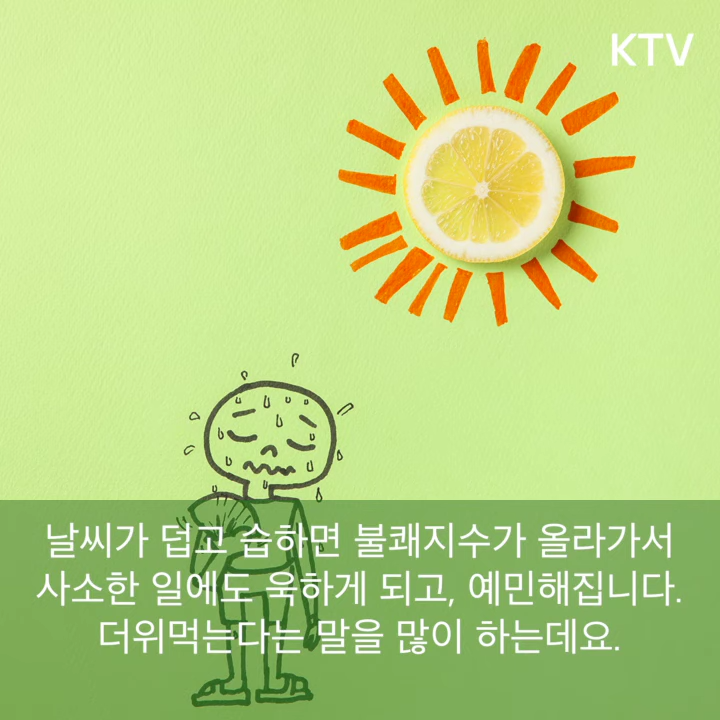 KTV
날씨가 덥고 습하면 불쾌지수가 올라가서
사소한 일에도 욱하게 되고, 예민해집니다.
더위먹는다는 말을 많이 하는데요.